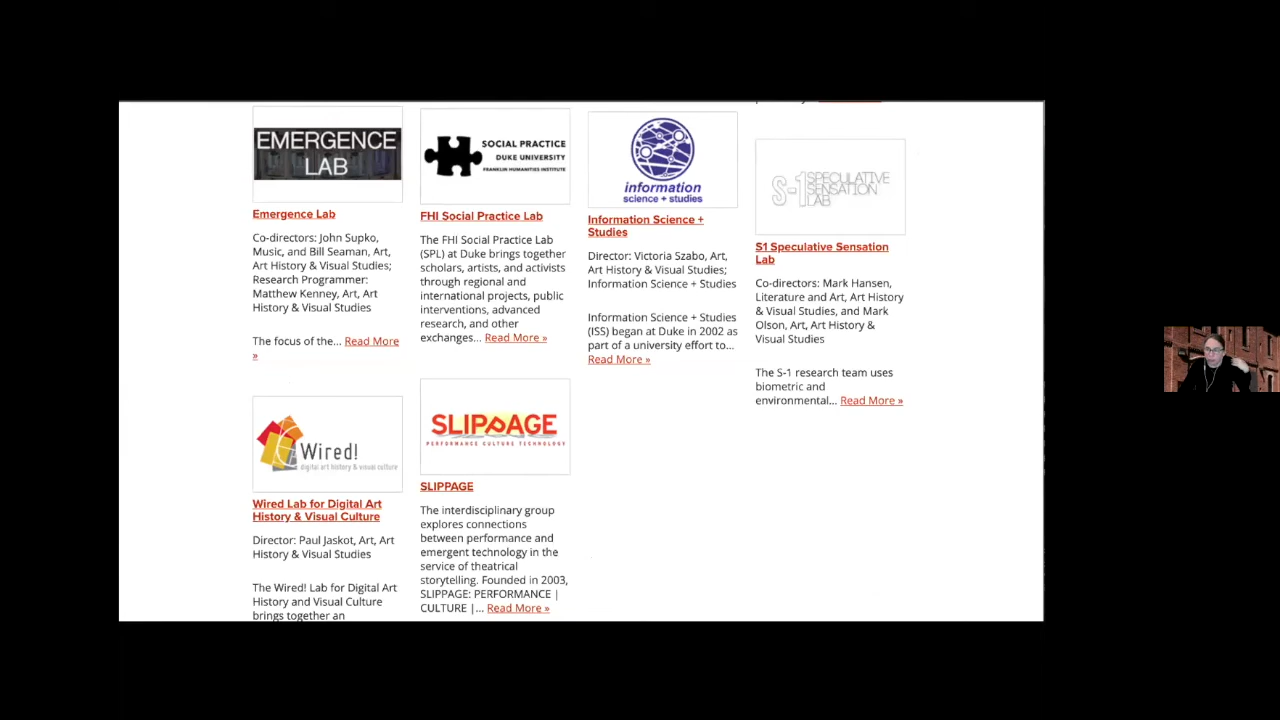 EMERGENCE
LAB
Emergence Lab
Co-directors: John Supko,
Music, and Bill Seaman, Art,
Art History & Visual Studies;
Research Programmer:
Matthew Kenney, Art, Art
History & Visual Studies
The focus of the... Read More
»
SOCIAL PRACTICE
DUKE UNIVERSITY
FRANKLIN HUMANITIES INSTITUTE
FHI Social Practice Lab
The FHI Social Practice Lab
(SPL) at Duke brings together
scholars, artists, and activists
through regional and
international projects, public
interventions, advanced
research, and other
exchanges... Read More »
information
science + studies
Information Science +
Studies
Director: Victoria Szabo, Art,
Art History & Visual Studies;
Information Science + Studies
Information Science + Studies
(ISS) began at Duke in 2002 as
part of a university effort to...
Read More »
S-1 SPECULATIVE
SENSATION
LAB
S1 Speculative Sensation
Lab
Co-directors: Mark Hansen,
Literature and Art, Art History
& Visual Studies, and Mark
Olson, Art, Art History &
Visual Studies
The S-1 research team uses
biometric and
environmental... Read More »
Wired!
digital art history & visual culture
Wired Lab for Digital Art
History & Visual Culture
Director: Paul Jaskot, Art, Art
History & Visual Studies
The Wired! Lab for Digital Art
History and Visual Culture
brings together an
SLIPPAGE
PERFORMANCE CULTURE TECHNOLOGY
SLIPPAGE
The interdisciplinary group
explores connections
between performance and
emergent technology in the
service of theatrical
storytelling. Founded in 2003,
SLIPPAGE: PERFORMANCE |
CULTURE |... Read More »